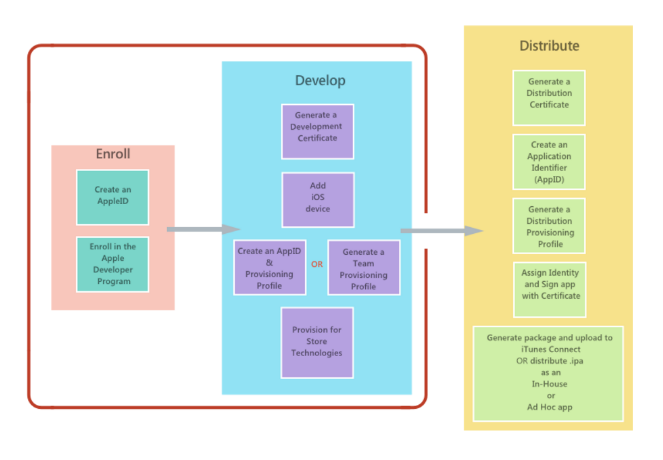 Enroll
Create an
AppleID
Enroll in the
Apple
Developer
Program
Develop
Generate a
Development
Certificate
Add
iOS
device
Create an AppID
&
Provisioning
Profile
OR
Generate a
Team
Provisioning
Profile
Provision for
Store
Technologies
Distribute
Generate a
Distribution
Certificate
Create an
Application
Identifier
(AppID)
Generate a
Distribution
Provisioning
Profile
Assign Identity
and Sign app
with Certificate
Generate package and upload to
iTunes Connect
OR distribute .ipa
as an
In-House
or
Ad Hoc app